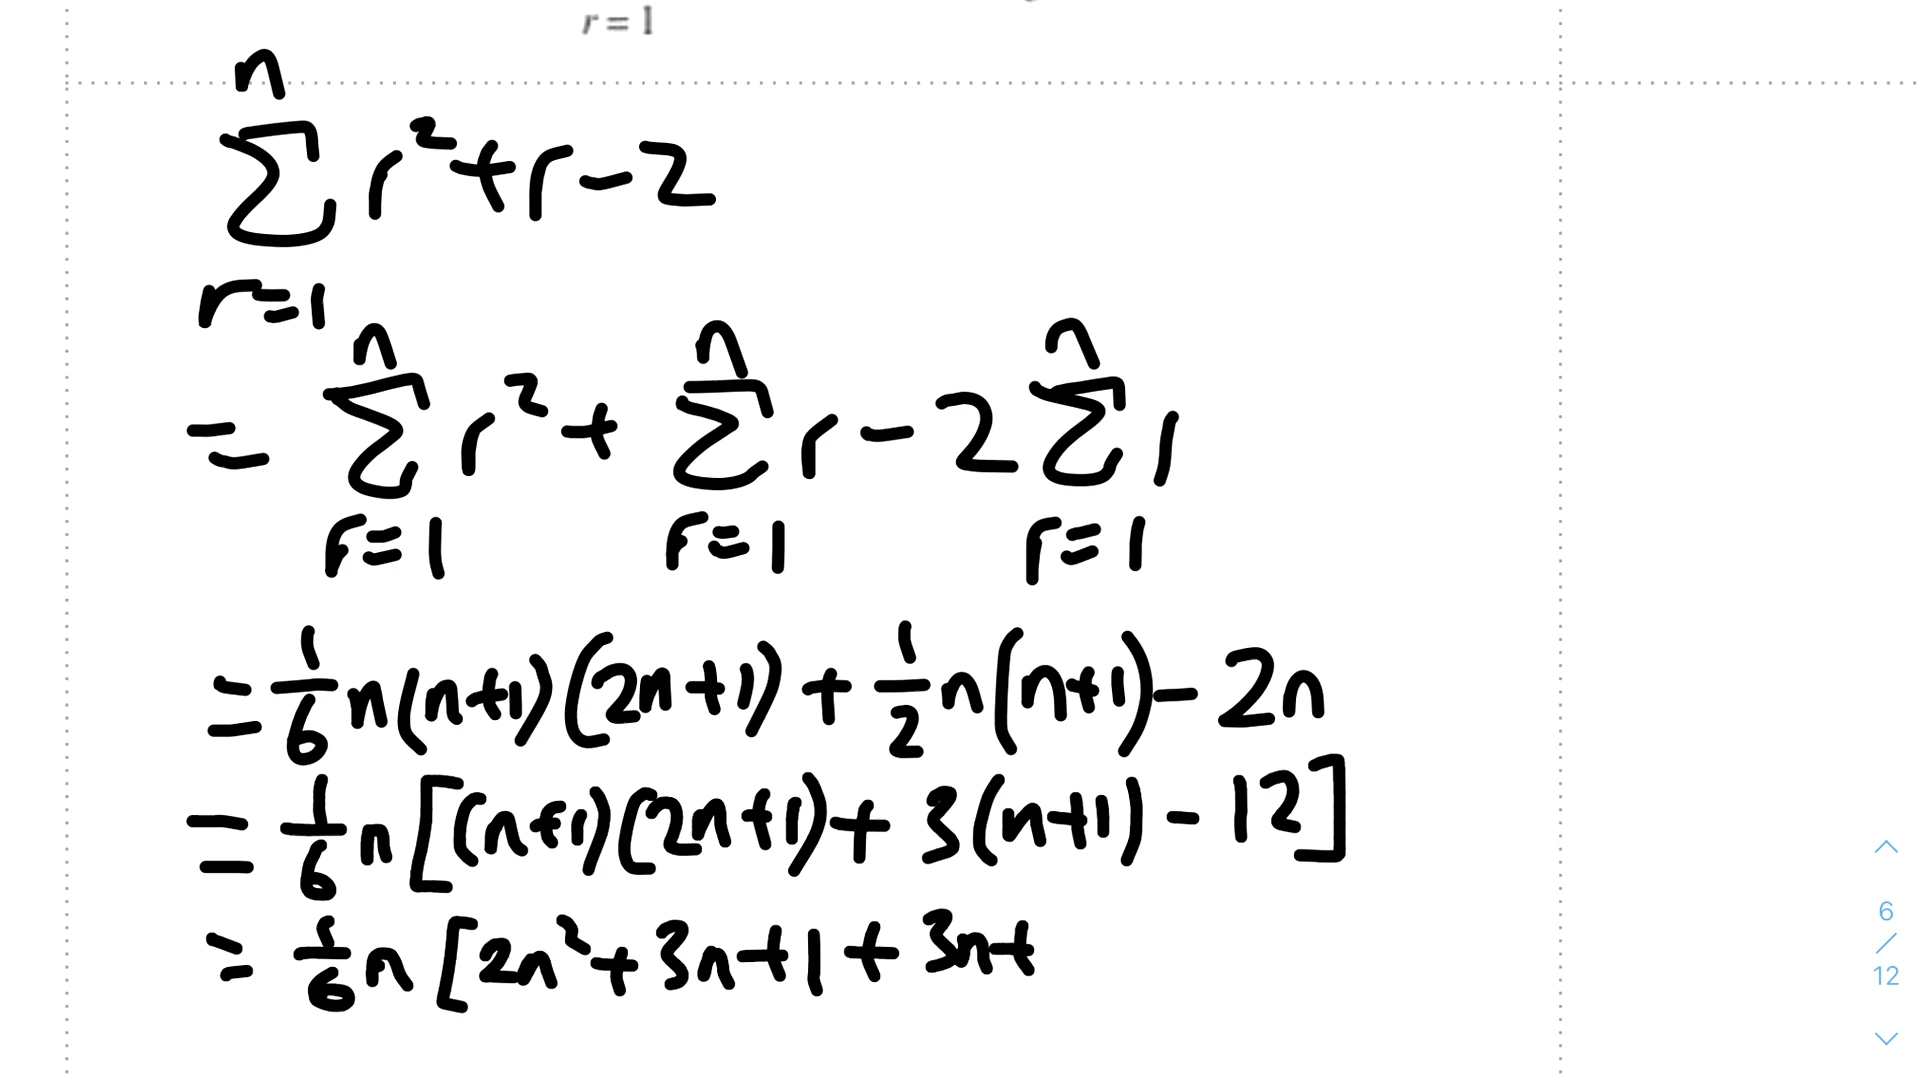 r = 1
n
∑ r² + r - 2
r=1
n n n
= ∑ r² + ∑ r - 2 ∑ 1
r=1 r=1 r=1
= 1/6 n(n+1)(2n+1) + 1/2 n(n+1) - 2n
= 1/6 n [(n+1)(2n+1) + 3(n+1) - 12]
= 1/6 n [2n² + 3n + 1 + 3n +
6
/
12